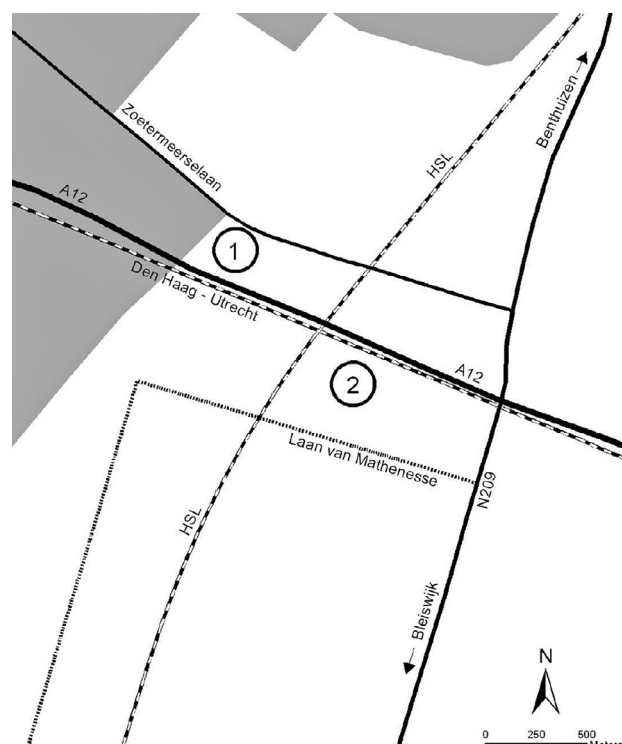 Zoetermeerselaan
HSL
Benthuizen
A12
1
Den Haag - Utrecht
A12
2
Laan van Mathenesse
N209
HSL
Bleiswijk
N
0 250 500